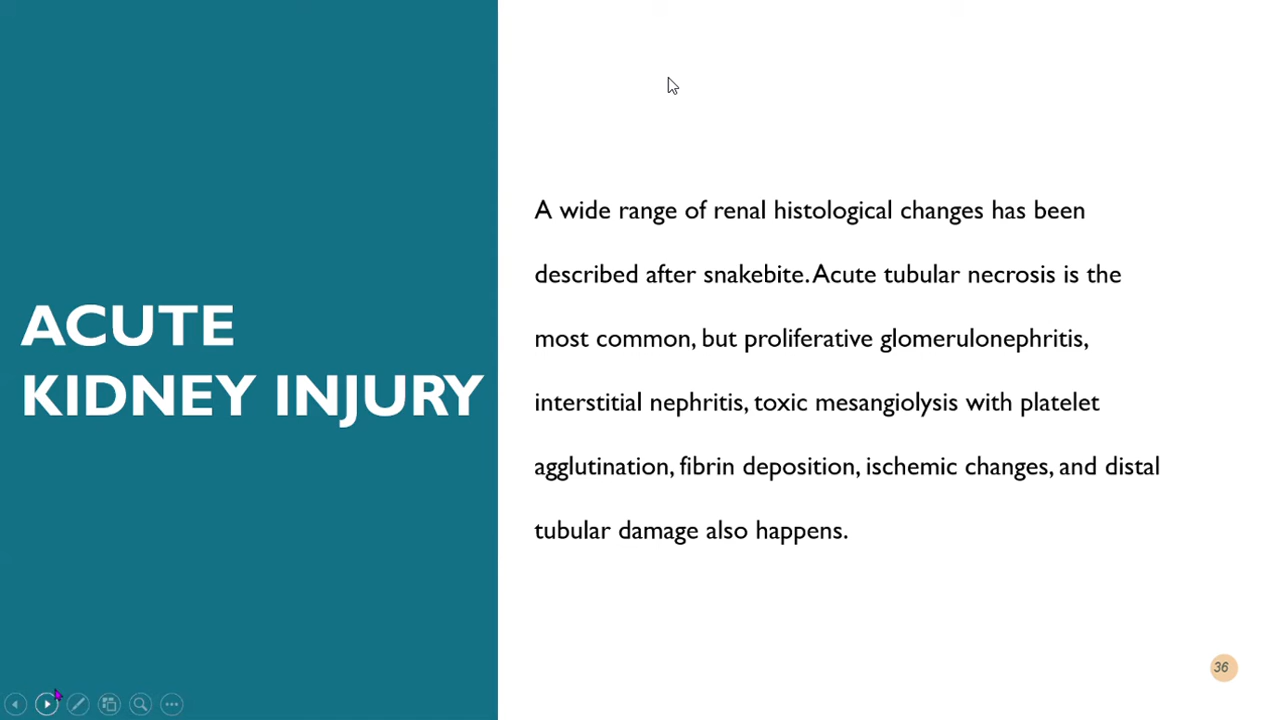 ACUTE
KIDNEY INJURY
A wide range of renal histological changes has been
described after snakebite. Acute tubular necrosis is the
most common, but proliferative glomerulonephritis,
interstitial nephritis, toxic mesangiolysis with platelet
agglutination, fibrin deposition, ischemic changes, and distal
tubular damage also happens.
36